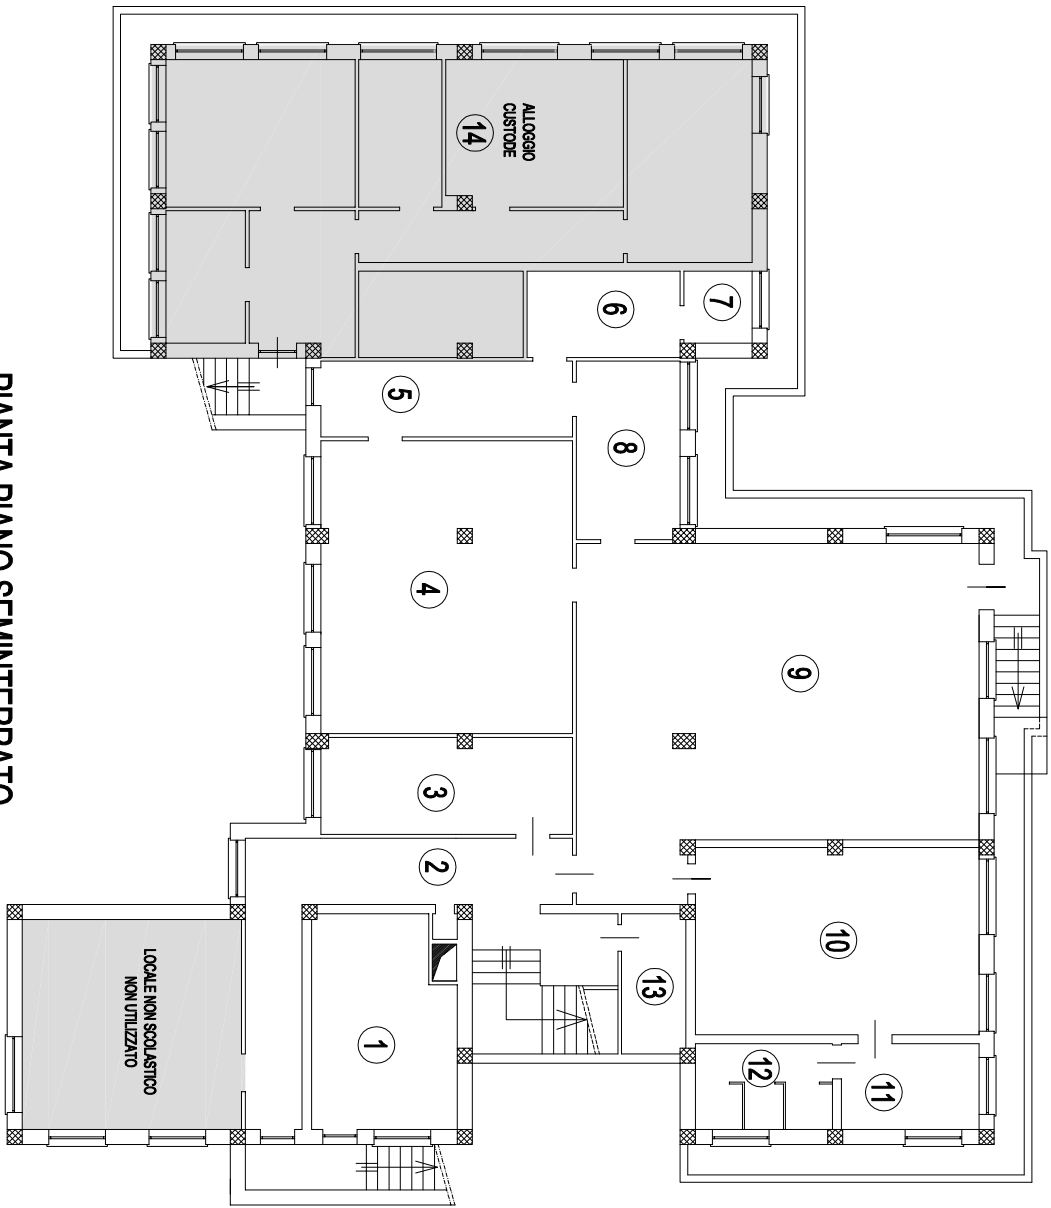 ALLOGGIO
CUSTODE
14
7
6
5
8
4
9
3
2
10
13
1
12
11
LOCALE NON SCOLASTICO
NON UTILIZZATO
PIANTA PIANO SEMINTERRATO